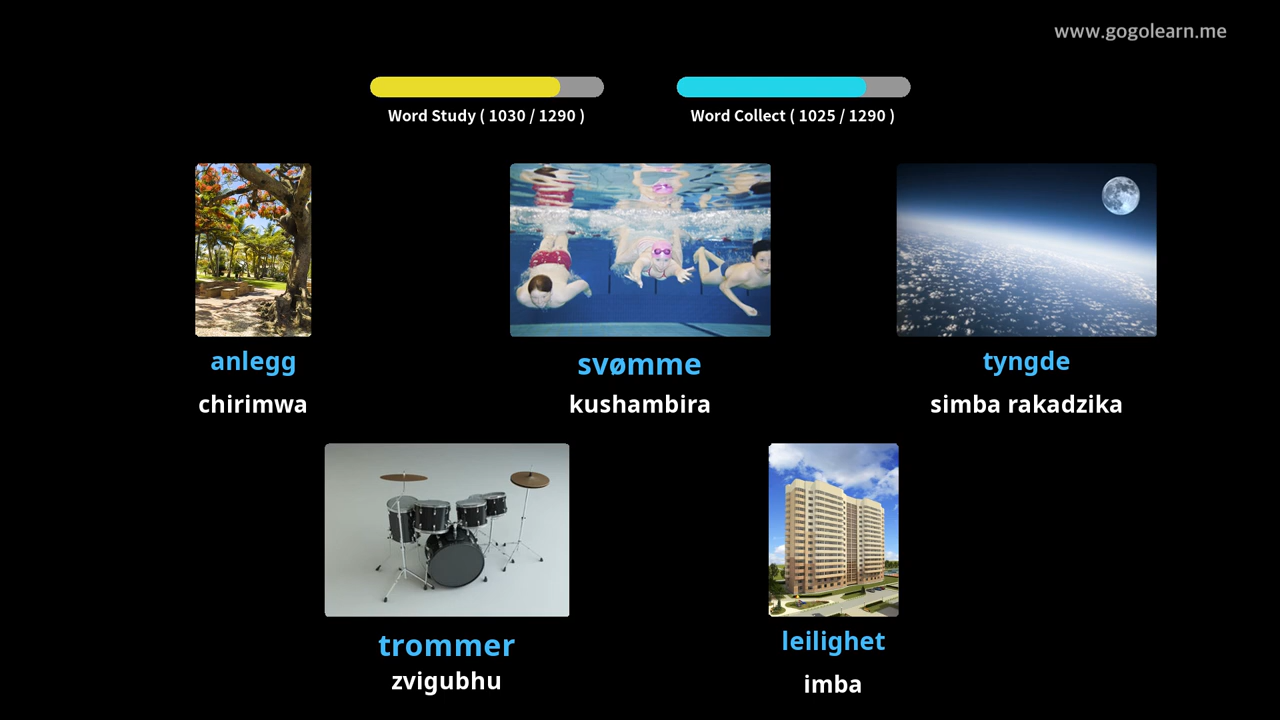 www.gogolearn.me
Word Study ( 1030 / 1290 )
Word Collect ( 1025 / 1290 )
anlegg
chirimwa
svømme
kushambira
tyngde
simba rakadzika
trommer
zvigubhu
leilighet
imba